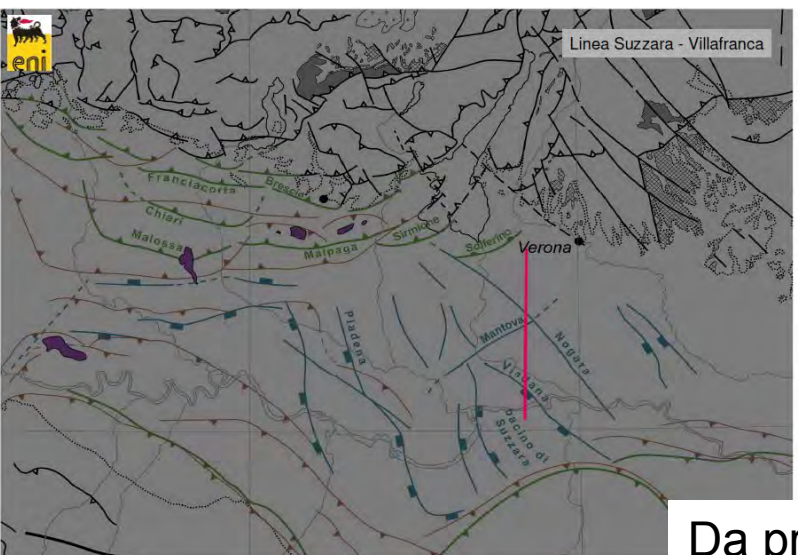 eni
Linea Suzzara - Villafranca
Franciacorta
Brescia
Chiari
Malossa
Malpaga
Sirmione
Solferino
Verona
Pladena
Mantova
Nogara
Viadana
bacino di
Suzzara
Da pr